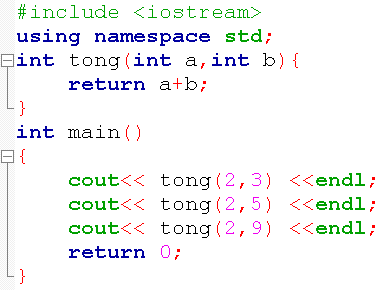 #include <iostream>
using namespace std;
int tong(int a,int b){
    return a+b;
}
int main()
{
    cout<< tong(2,3) <<endl;
    cout<< tong(2,5) <<endl;
    cout<< tong(2,9) <<endl;
    return 0;
}